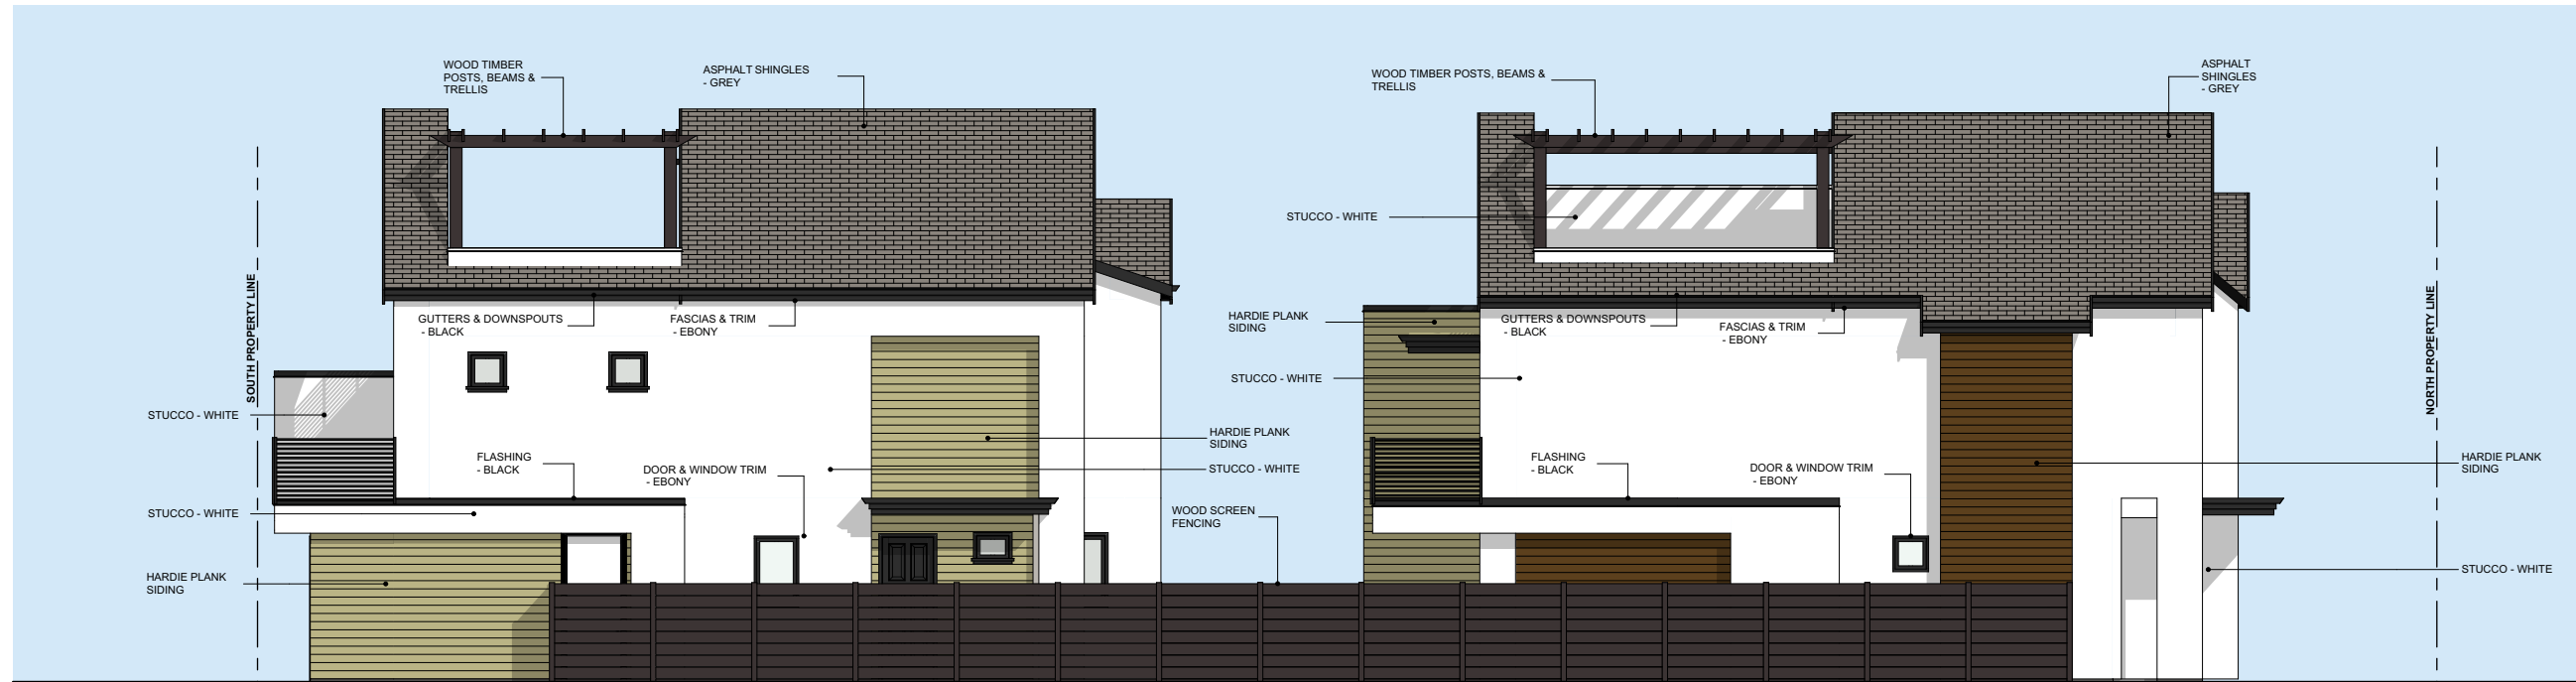 WOOD TIMBER
POSTS, BEAMS &
TRELLIS
ASPHALT SHINGLES
- GREY
WOOD TIMBER POSTS, BEAMS &
TRELLIS
ASPHALT
SHINGLES
- GREY
STUCCO - WHITE
SOUTH PROPERTY LINE
GUTTERS & DOWNSPOUTS
- BLACK
FASCIAS & TRIM
- EBONY
HARDIE PLANK
SIDING
GUTTERS & DOWNSPOUTS
- BLACK
FASCIAS & TRIM
- EBONY
NORTH PROPERTY LINE
STUCCO - WHITE
STUCCO - WHITE
HARDIE PLANK
SIDING
FLASHING
- BLACK
DOOR & WINDOW TRIM
- EBONY
STUCCO - WHITE
FLASHING
- BLACK
DOOR & WINDOW TRIM
- EBONY
HARDIE PLANK
SIDING
STUCCO - WHITE
WOOD SCREEN
FENCING
HARDIE PLANK
SIDING
STUCCO - WHITE